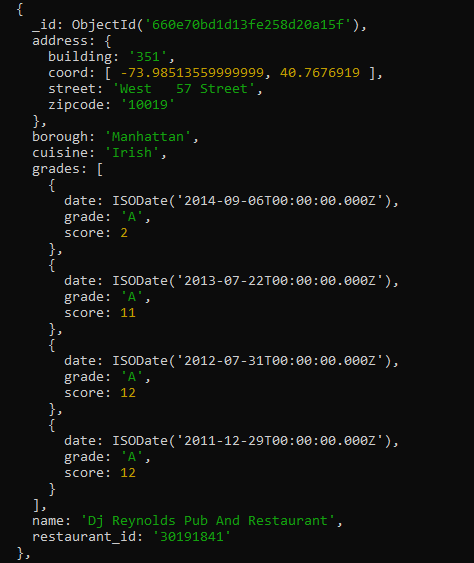 {
_id: ObjectId('660e70bd1d13fe258d20a15f'),
address: {
building: '351',
coord: [ -73.98513559999999, 40.7676919 ],
street: 'West   57 Street',
zipcode: '10019'
},
borough: 'Manhattan',
cuisine: 'Irish',
grades: [
{
date: ISODate('2014-09-06T00:00:00.000Z'),
grade: 'A',
score: 2
},
{
date: ISODate('2013-07-22T00:00:00.000Z'),
grade: 'A',
score: 11
},
{
date: ISODate('2012-07-31T00:00:00.000Z'),
grade: 'A',
score: 12
},
{
date: ISODate('2011-12-29T00:00:00.000Z'),
grade: 'A',
score: 12
}
],
name: 'Dj Reynolds Pub And Restaurant',
restaurant_id: '30191841'
},